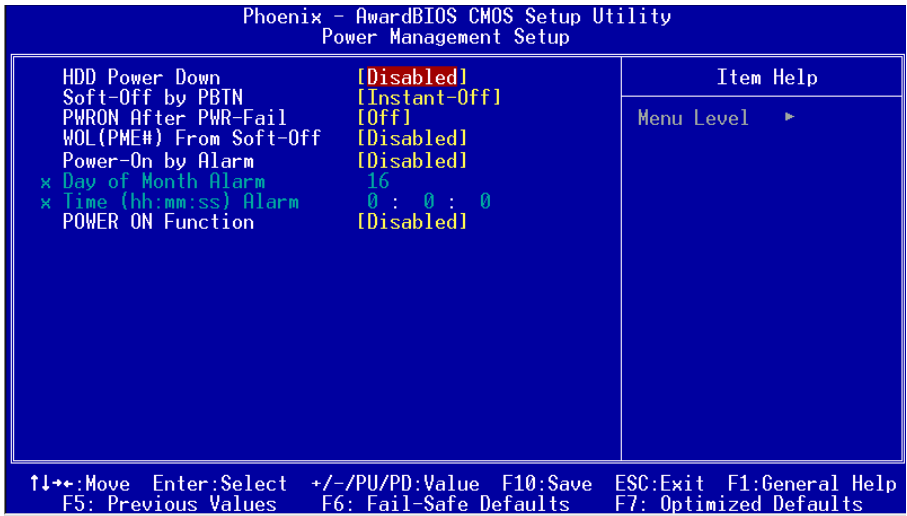 Phoenix - AwardBIOS CMOS Setup Utility
Power Management Setup
HDD Power Down [Disabled]
Soft-Off by PBTN [Instant-Off]
PWRON After PWR-Fail [Off]
WOL(PME#) From Soft-Off [Disabled]
Power-On by Alarm [Disabled]
x Day of Month Alarm 16
x Time (hh:mm:ss) Alarm 0 : 0 : 0
POWER ON Function [Disabled]
Item Help
Menu Level ►
↑↓→←:Move Enter:Select +/-/PU/PD:Value F10:Save ESC:Exit F1:General Help
F5: Previous Values F6: Fail-Safe Defaults F7: Optimized Defaults